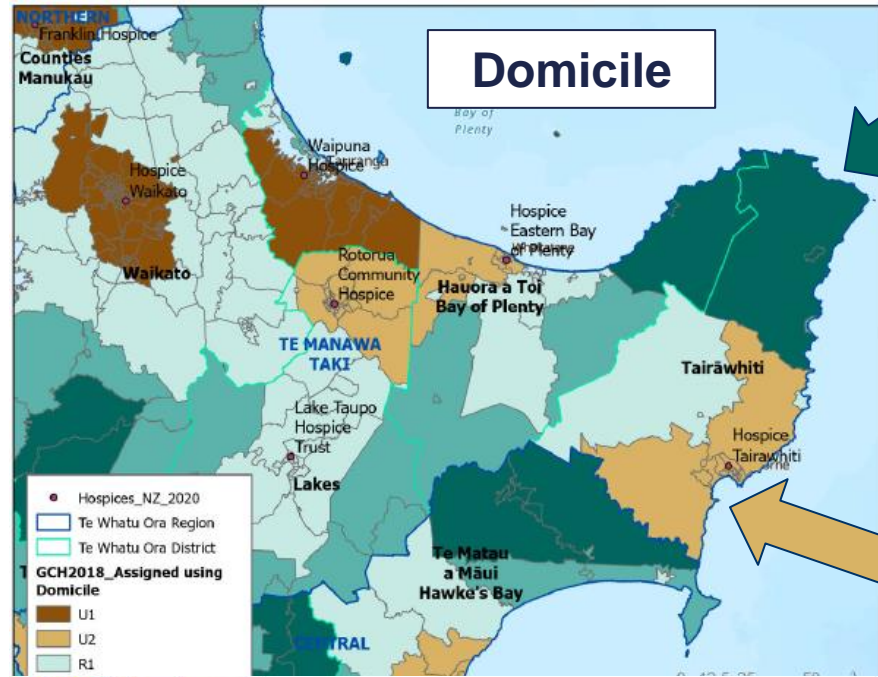 NORTHERN
Franklin Hospice
Counties
Manukau
Domicile
Bay of
Plenty
Waipuna
Hospice
Hospice
Waikato
Waikato
Hospice
Eastern Bay
of Plenty
Rotorua
Community
Hospice
Hauora a Toi
Bay of Plenty
TE MANAWA
TAKI
Tairāwhiti
Lake Taupo
Hospice
Trust
Lakes
Hospice
Tairawhiti
Te Matau
a Māui
Hawke's Bay
CENTRAL
Hospices_NZ_2020
Te Whatu Ora Region
Te Whatu Ora District
GCH2018_Assigned using
Domicile
U1
U2
R1